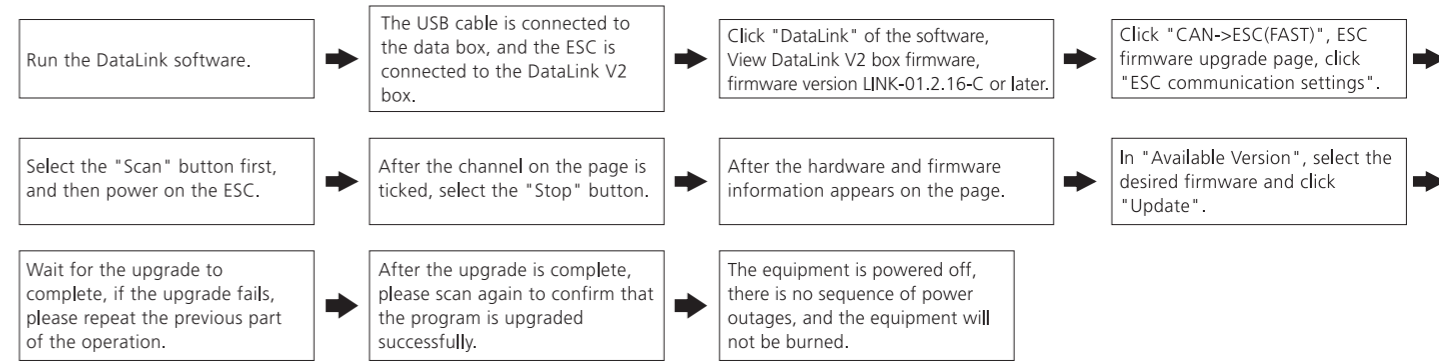 Run the DataLink software.
The USB cable is connected to
the data box, and the ESC is
connected to the DataLink V2
box.
Click "DataLink" of the software,
View DataLink V2 box firmware,
firmware version LINK-01.2.16-C or later.
Click "CAN->ESC(FAST)", ESC
firmware upgrade page, click
"ESC communication settings".
Select the "Scan" button first,
and then power on the ESC.
After the channel on the page is
ticked, select the "Stop" button.
After the hardware and firmware
information appears on the page.
In "Available Version", select the
desired firmware and click
"Update".
Wait for the upgrade to
complete, if the upgrade fails,
please repeat the previous part
of the operation.
After the upgrade is complete,
please scan again to confirm that
the program is upgraded
successfully.
The equipment is powered off,
there is no sequence of power
outages, and the equipment will
not be burned.